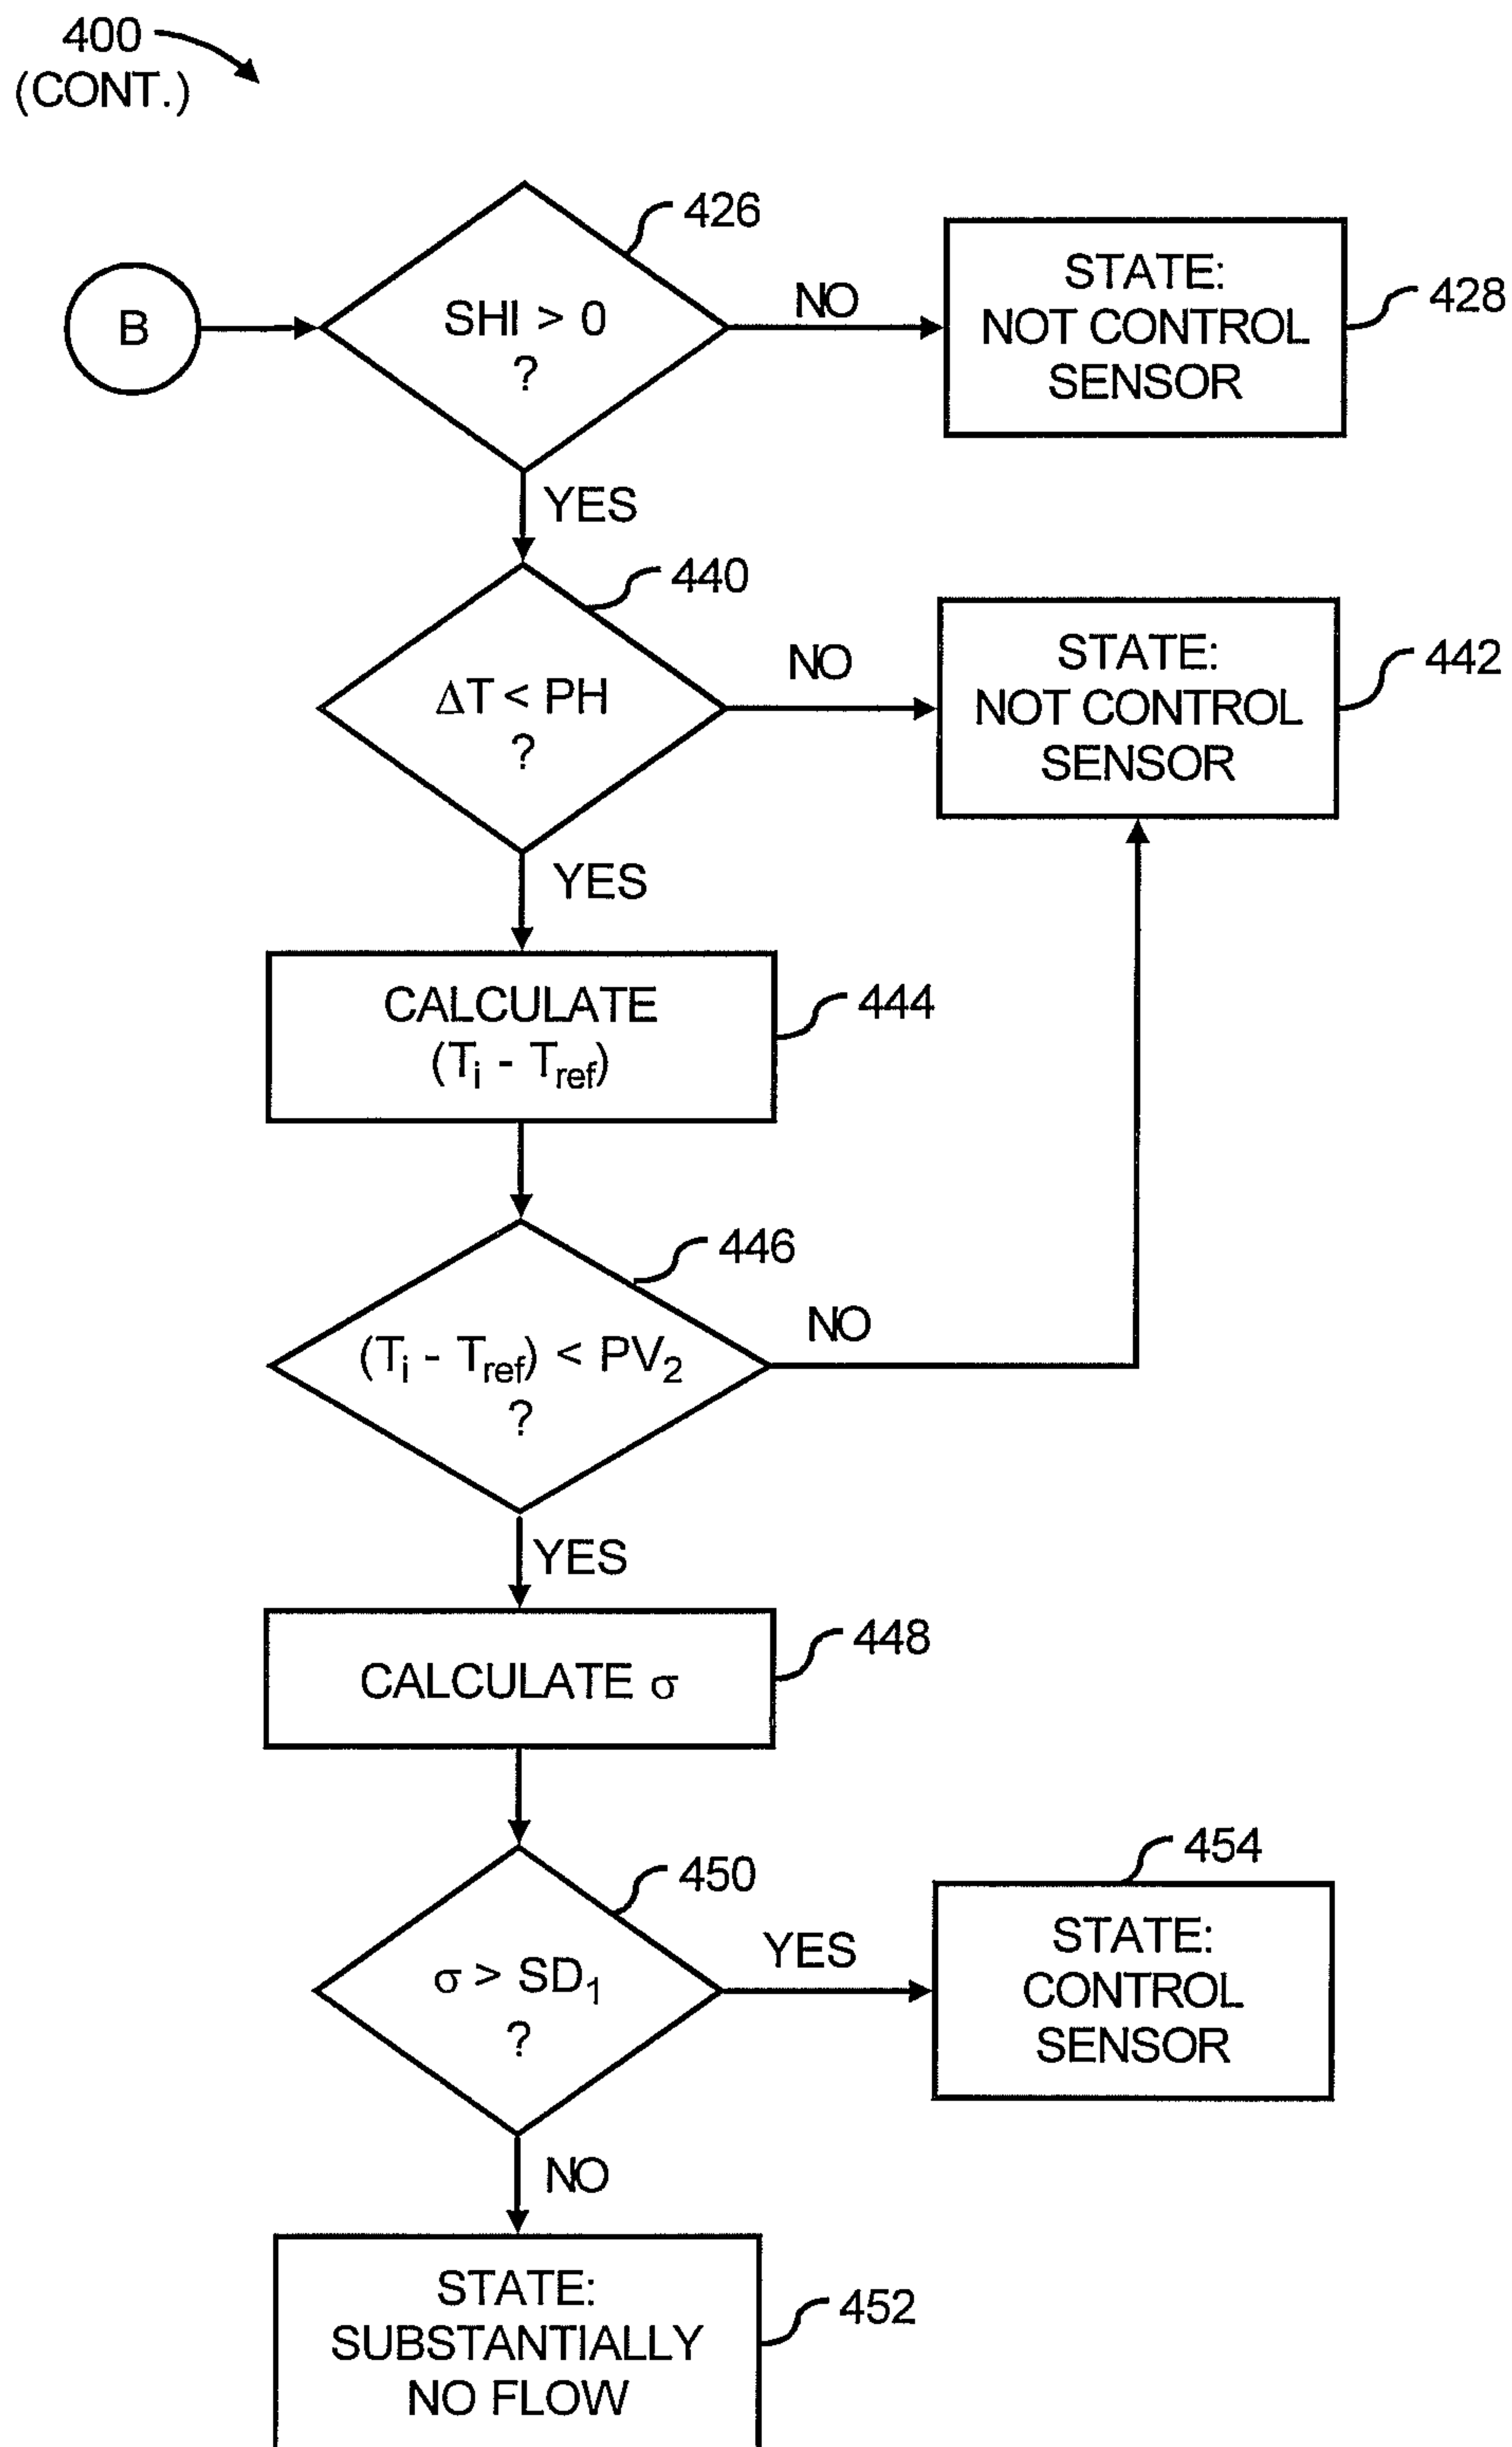 400
(CONT.)
426
B
SHI > 0
?
NO
STATE:
NOT CONTROL
SENSOR
428
YES
440
ΔT < PH
?
NO
STATE:
NOT CONTROL
SENSOR
442
YES
CALCULATE
(Ti - Tref)
444
446
(Ti - Tref) < PV2
?
NO
YES
CALCULATE σ
448
450
σ > SD1
?
YES
454
STATE:
CONTROL
SENSOR
NO
STATE:
SUBSTANTIALLY
NO FLOW
452